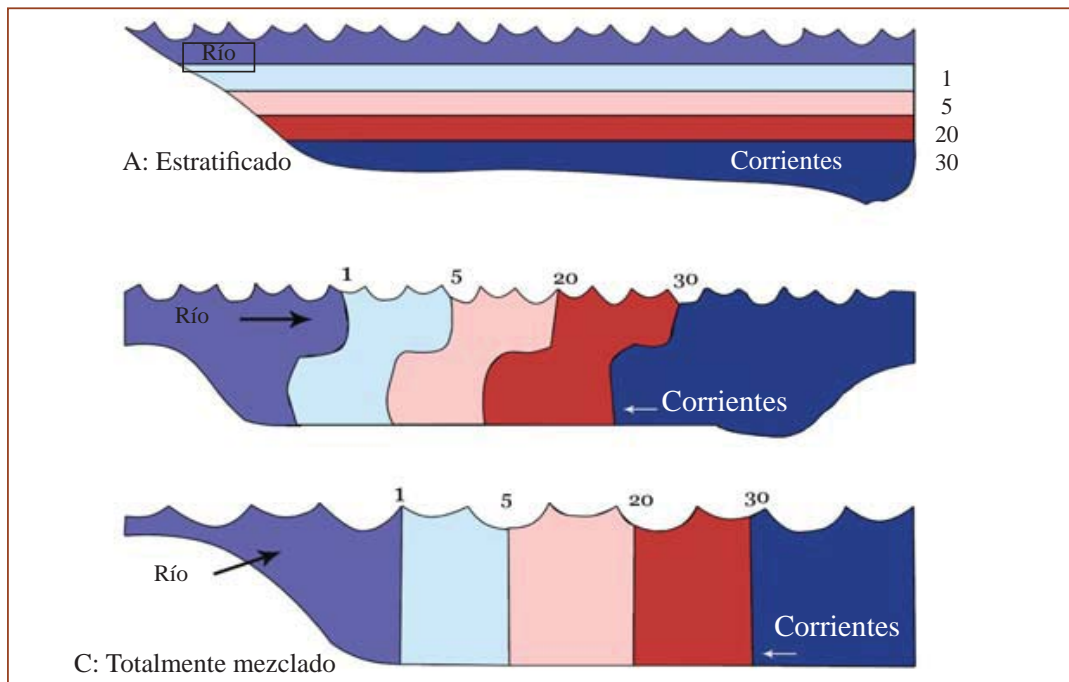 Río
1
5
20
A: Estratificado
Corrientes
30
1 5 20 30
Río
Corrientes
1 5 20 30
Río
Corrientes
C: Totalmente mezclado